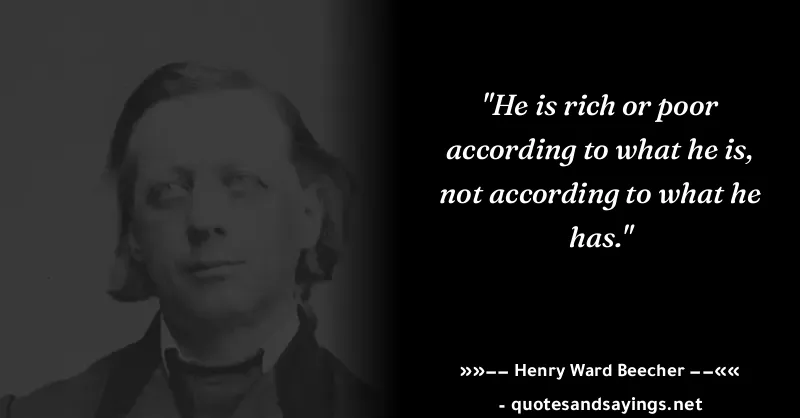 "He is rich or poor
according to what he is,
not according to what he
has."
»»−− Henry Ward Beecher −−««
- quotesandsayings.net